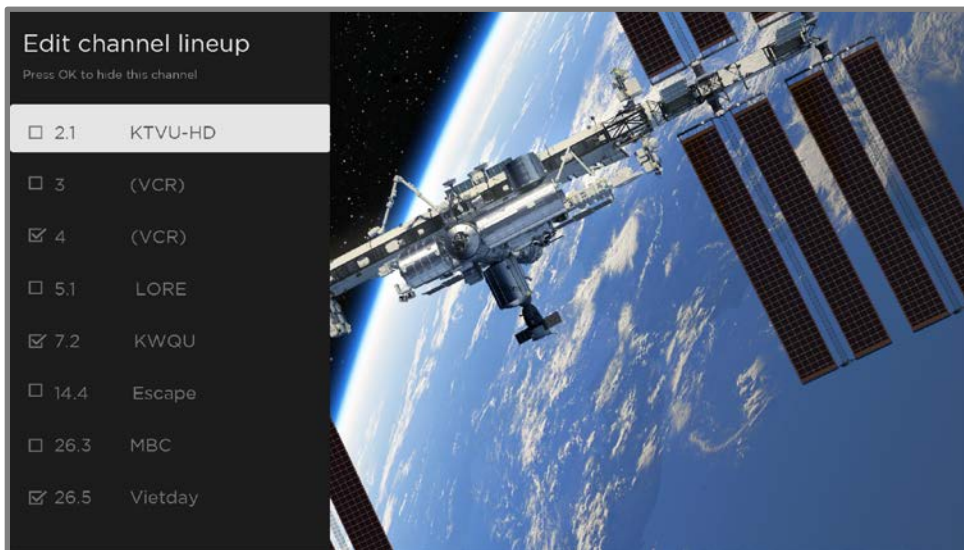 Edit channel lineup
Press OK to hide this channel
2.1 KTVU-HD
3 (VCR)
4 (VCR)
5.1 LORE
7.2 KWQU
14.4 Escape
26.3 MBC
26.5 Vietday